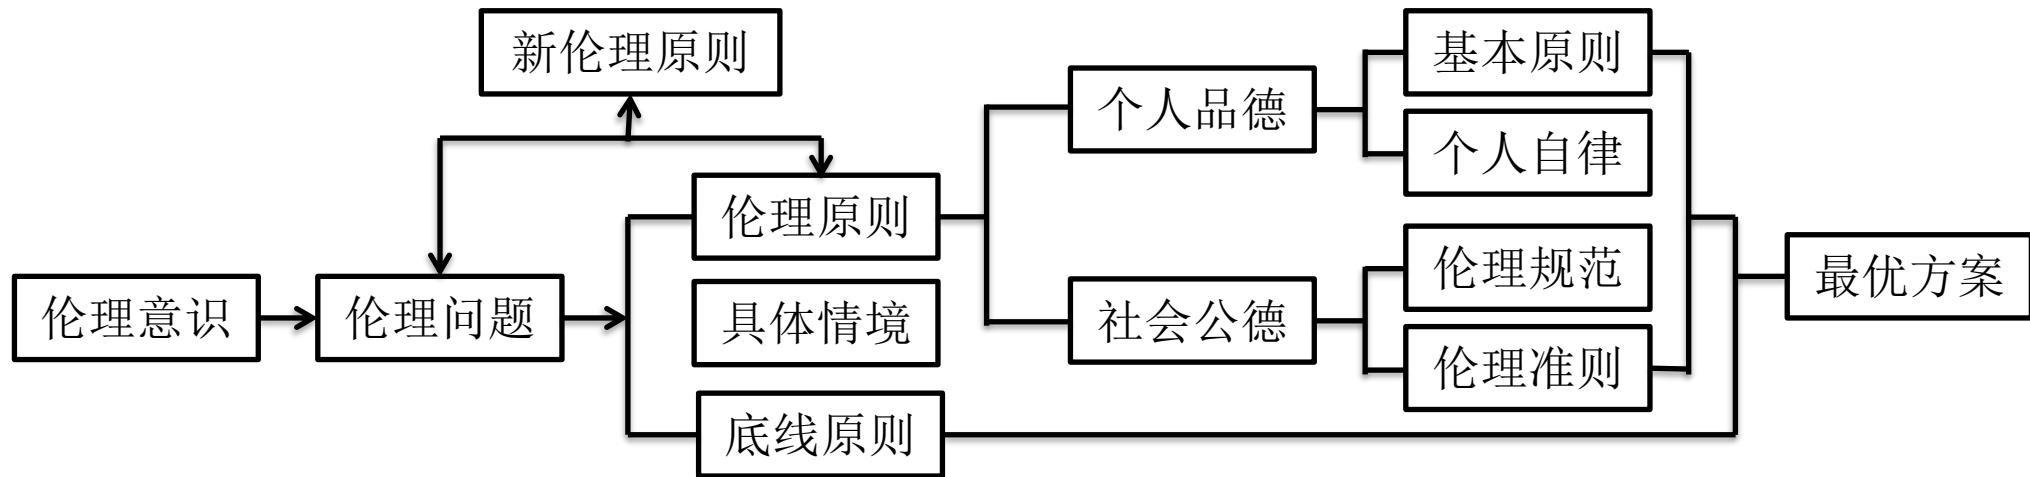 新伦理原则
基本原则
个人品德
个人自律
伦理原则
伦理规范
最优方案
伦理意识
伦理问题
具体情境
社会公德
伦理准则
底线原则